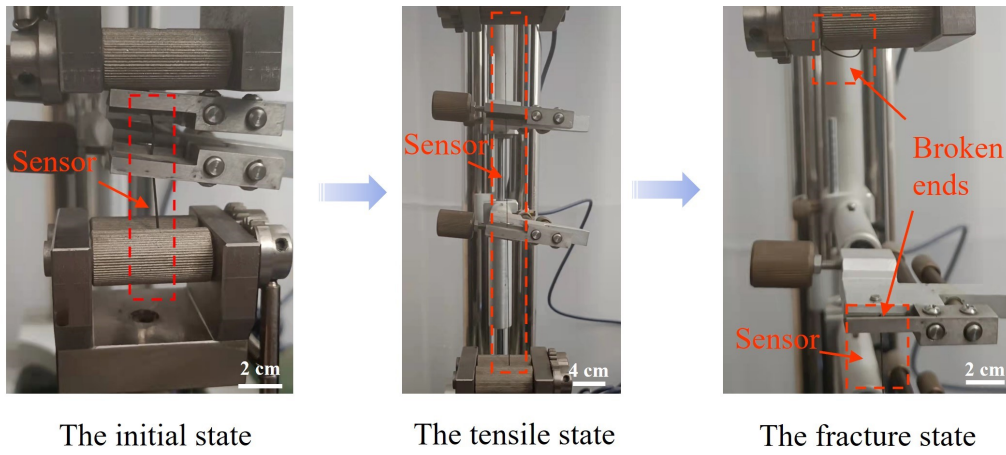 Sensor
2 cm
Sensor
4 cm
Broken
ends
Sensor
2 cm
The initial state
The tensile state
The fracture state